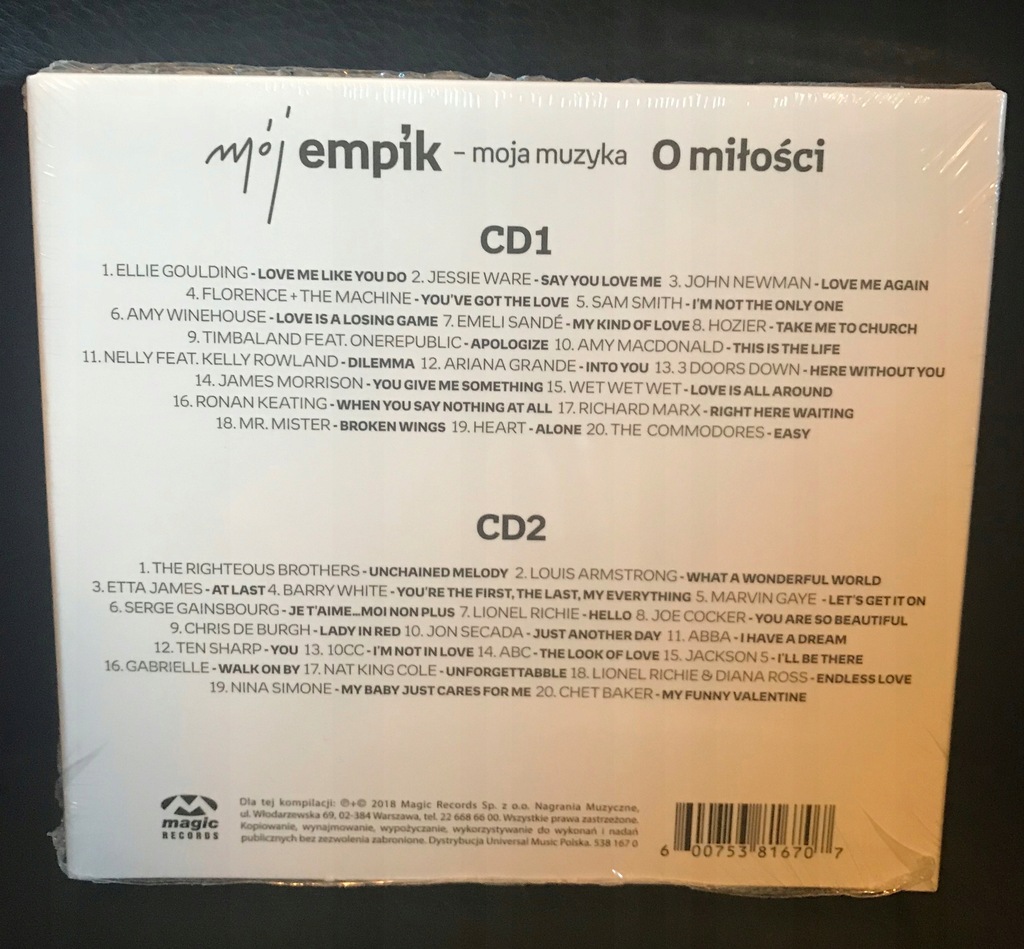 mój empik – moja muzyka O miłości
CD1
1. ELLIE GOULDING - LOVE ME LIKE YOU DO 2. JESSIE WARE - SAY YOU LOVE ME 3. JOHN NEWMAN - LOVE ME AGAIN
4. FLORENCE + THE MACHINE - YOU'VE GOT THE LOVE 5. SAM SMITH - I'M NOT THE ONLY ONE
6. AMY WINEHOUSE - LOVE IS A LOSING GAME 7. EMELI SANDÉ - MY KIND OF LOVE 8. HOZIER - TAKE ME TO CHURCH
9. TIMBALAND FEAT. ONEREPUBLIC - APOLOGIZE 10. AMY MACDONALD - THIS IS THE LIFE
11. NELLY FEAT. KELLY ROWLAND - DILEMMA 12. ARIANA GRANDE - INTO YOU 13. 3 DOORS DOWN - HERE WITHOUT YOU
14. JAMES MORRISON - YOU GIVE ME SOMETHING 15. WET WET WET - LOVE IS ALL AROUND
16. RONAN KEATING - WHEN YOU SAY NOTHING AT ALL 17. RICHARD MARX - RIGHT HERE WAITING
18. MR. MISTER - BROKEN WINGS 19. HEART - ALONE 20. THE COMMODORES - EASY
CD2
1. THE RIGHTEOUS BROTHERS - UNCHAINED MELODY 2. LOUIS ARMSTRONG - WHAT A WONDERFUL WORLD
3. ETTA JAMES - AT LAST 4. BARRY WHITE - YOU'RE THE FIRST, THE LAST, MY EVERYTHING 5. MARVIN GAYE - LET'S GET IT ON
6. SERGE GAINSBOURG - JE T'AIME...MOI NON PLUS 7. LIONEL RICHIE - HELLO 8. JOE COCKER - YOU ARE SO BEAUTIFUL
9. CHRIS DE BURGH - LADY IN RED 10. JON SECADA - JUST ANOTHER DAY 11. ABBA - I HAVE A DREAM
12. TEN SHARP - YOU 13. 10CC - I'M NOT IN LOVE 14. ABC - THE LOOK OF LOVE 15. JACKSON 5 - I'LL BE THERE
16. GABRIELLE - WALK ON BY 17. NAT KING COLE - UNFORGETTABBLE 18. LIONEL RICHIE & DIANA ROSS - ENDLESS LOVE
19. NINA SIMONE - MY BABY JUST CARES FOR ME 20. CHET BAKER - MY FUNNY VALENTINE
magic
RECORDS
Dla tej kompilacji: ℗+© 2018 Magic Records Sp. z o.o. Nagrania Muzyczne,
ul. Włodarzewska 69, 02-384 Warszawa, tel. 22 668 66 00. Wszystkie prawa zastrzeżone.
Kopiowanie, wynajmowanie, wypożyczanie, wykorzystywanie do wykonań i nadań
publicznych bez zezwolenia zabronione. Dystrybucja Universal Music Polska. 538 167 0
6 00753 81670 7